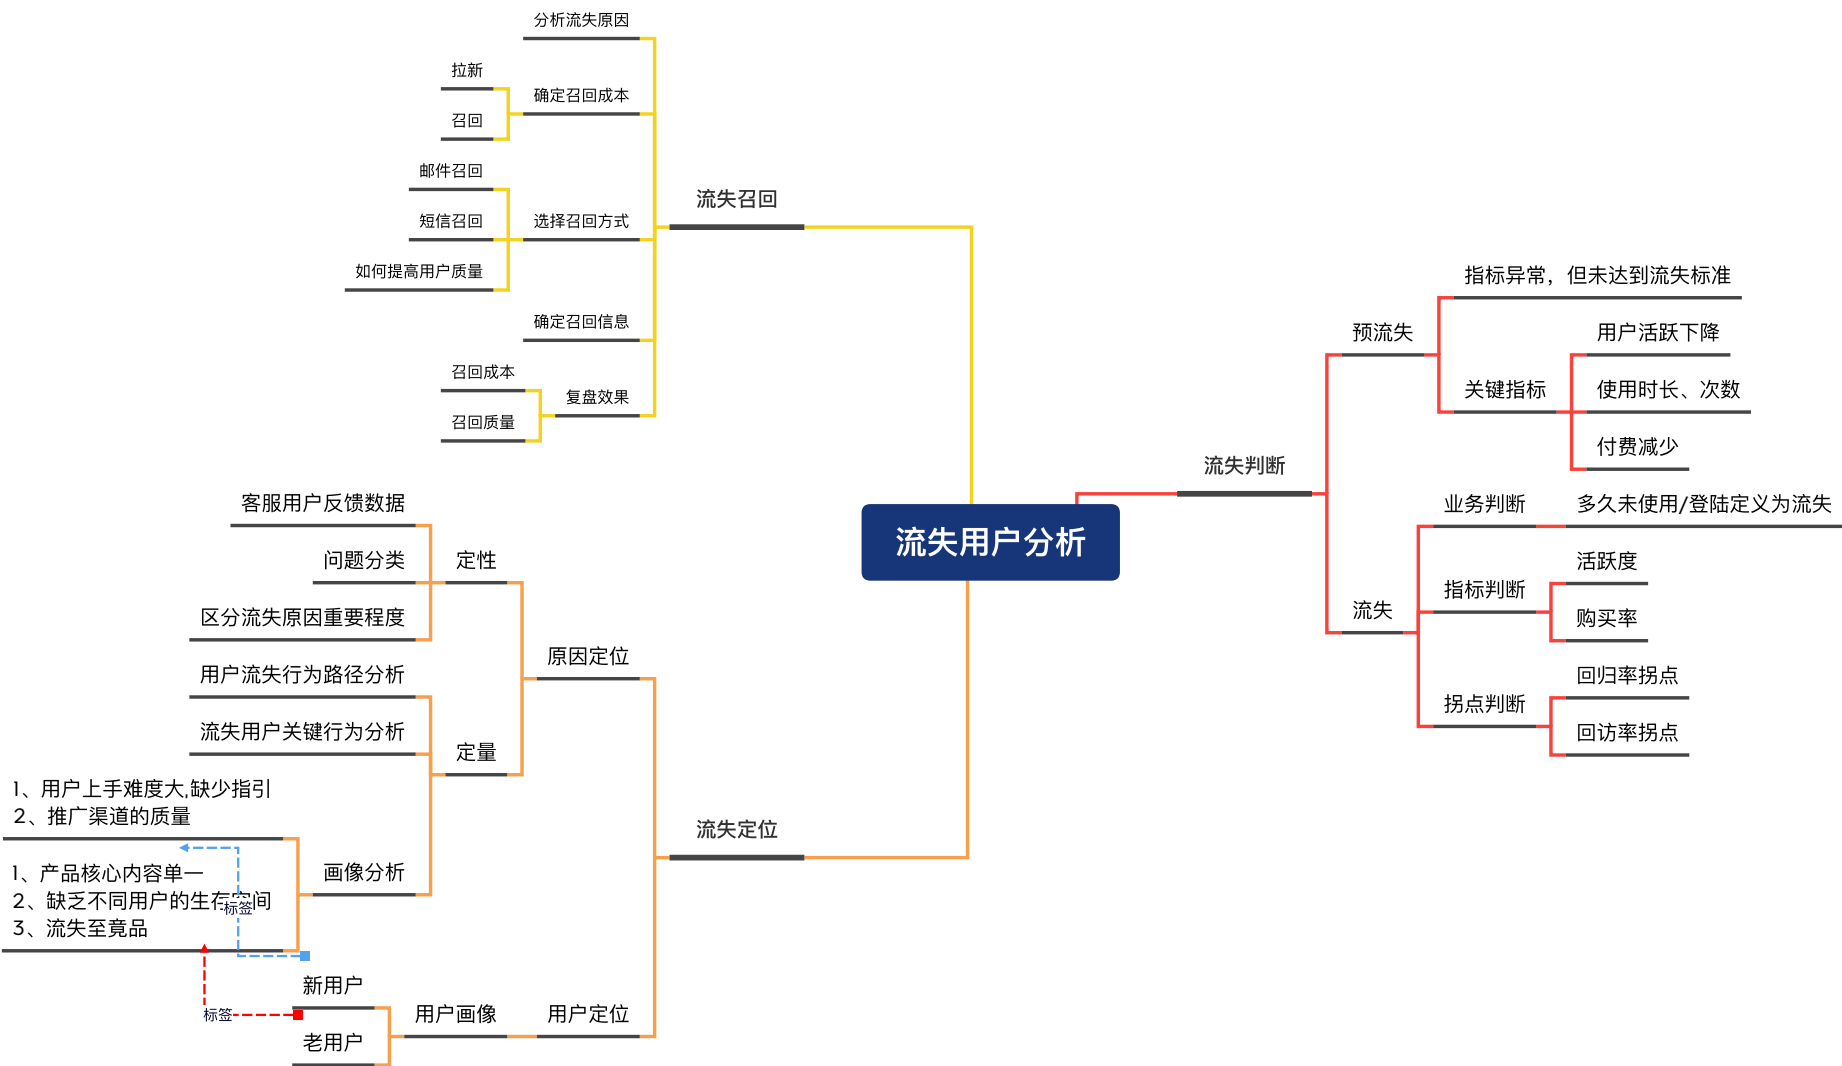 流失用户分析
流失召回
分析流失原因
确定召回成本
拉新
召回
选择召回方式
邮件召回
短信召回
如何提高用户质量
确定召回信息
复盘效果
召回成本
召回质量
流失判断
预流失
指标异常，但未达到流失标准
关键指标
用户活跃下降
使用时长、次数
付费减少
流失
业务判断
多久未使用/登陆定义为流失
指标判断
活跃度
购买率
拐点判断
回归率拐点
回访率拐点
流失定位
原因定位
定性
客服用户反馈数据
问题分类
区分流失原因重要程度
定量
用户流失行为路径分析
流失用户关键行为分析
画像分析
1、用户上手难度大,缺少指引
2、推广渠道的质量
1、产品核心内容单一
2、缺乏不同用户的生存空间
3、流失至竟品
标签
标签
用户定位
用户画像
新用户
老用户